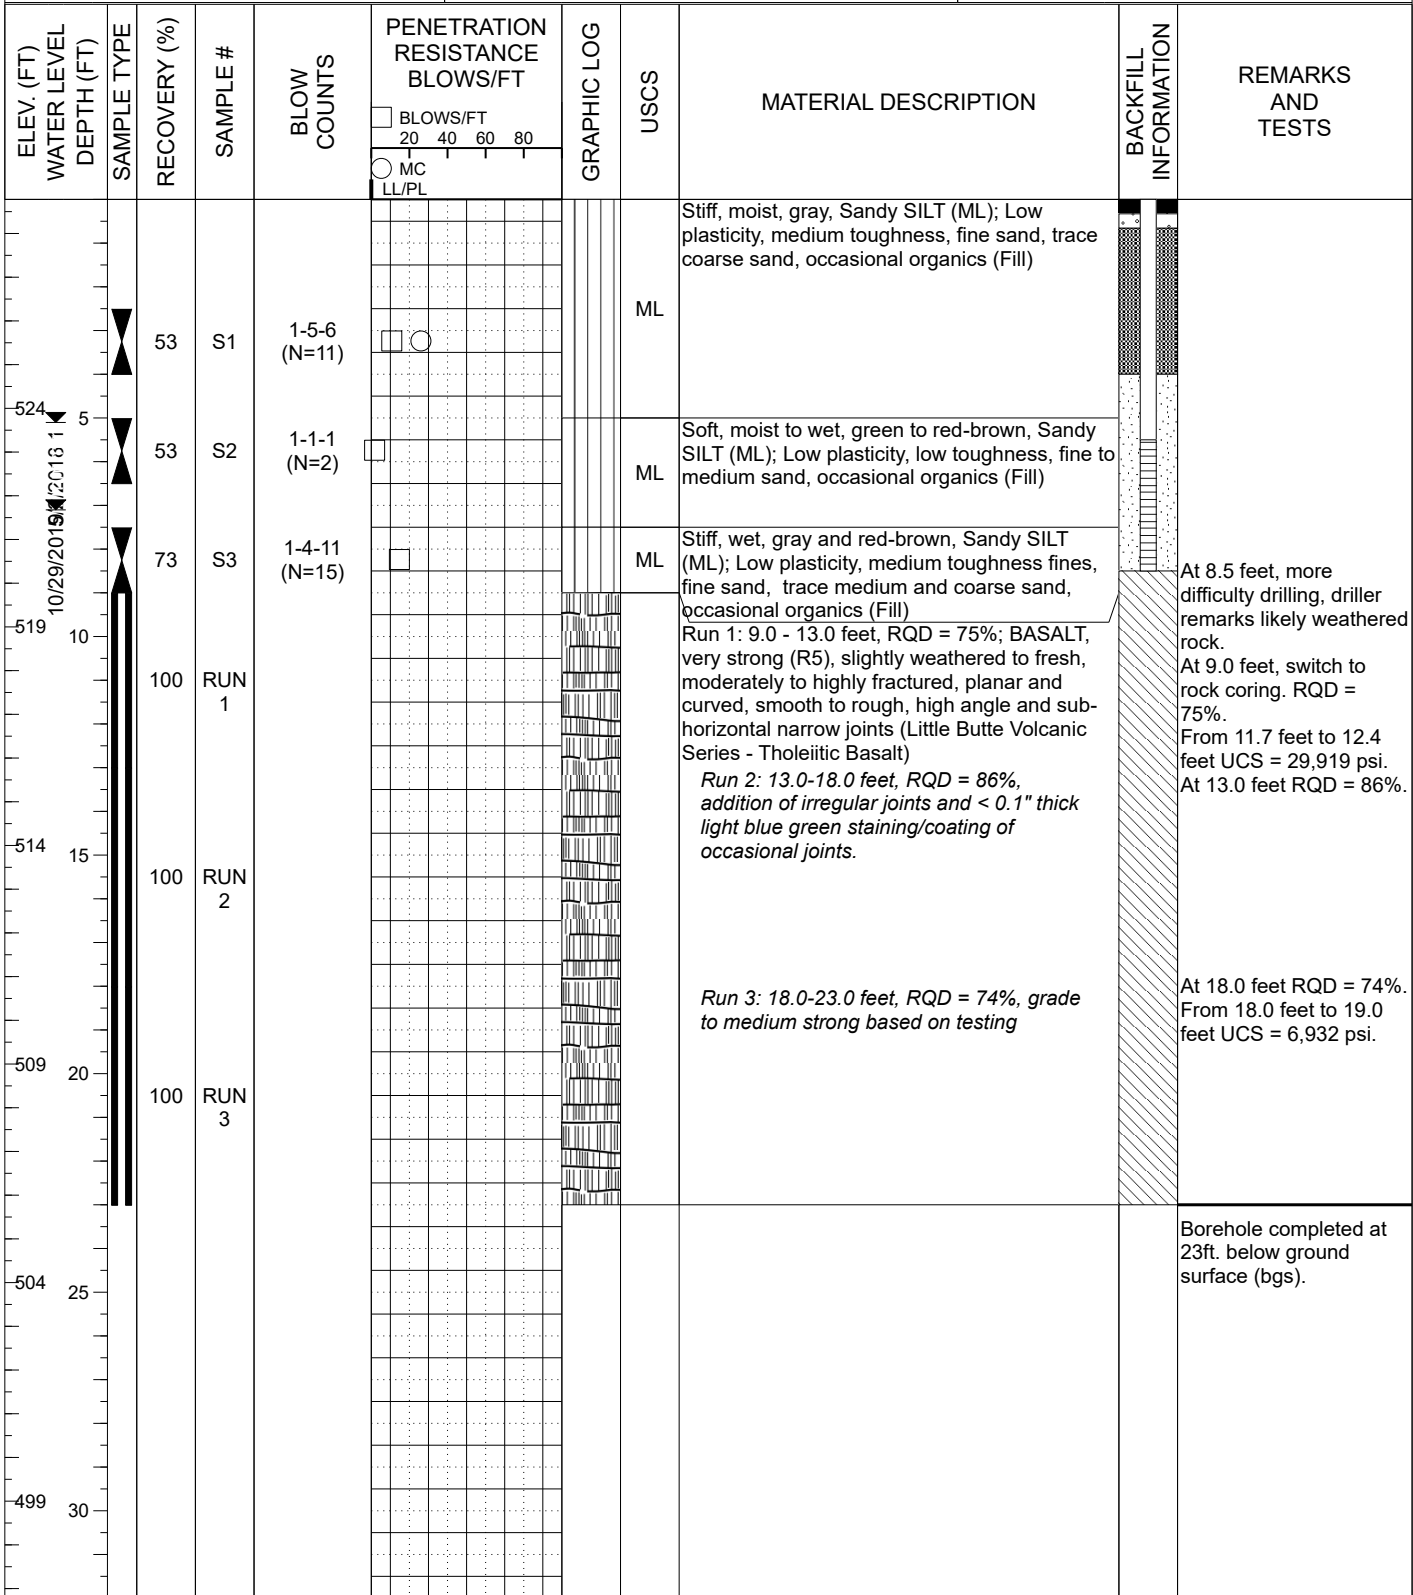 ELEV. (FT)
WATER LEVEL
DEPTH (FT)
SAMPLE TYPE
RECOVERY (%)
SAMPLE #
BLOW
COUNTS
PENETRATION
RESISTANCE
BLOWS/FT
BLOWS/FT
20 40 60 80
MC
LL/PL
GRAPHIC LOG
USCS
MATERIAL DESCRIPTION
BACKFILL
INFORMATION
REMARKS
AND
TESTS
Stiff, moist, gray, Sandy SILT (ML); Low
plasticity, medium toughness, fine sand, trace
coarse sand, occasional organics (Fill)
ML
53 S1 1-5-6
(N=11)
524
5
Soft, moist to wet, green to red-brown, Sandy
SILT (ML); Low plasticity, low toughness, fine to
medium sand, occasional organics (Fill)
ML
53 S2 1-1-1
(N=2)
10/29/2015
Stiff, wet, gray and red-brown, Sandy SILT
(ML); Low plasticity, medium toughness fines,
fine sand, trace medium and coarse sand,
occasional organics (Fill)
ML
73 S3 1-4-11
(N=15)
At 8.5 feet, more
difficulty drilling, driller
remarks likely weathered
rock.
At 9.0 feet, switch to
rock coring. RQD =
75%.
From 11.7 feet to 12.4
feet UCS = 29,919 psi.
At 13.0 feet RQD = 86%.
519
10
Run 1: 9.0 - 13.0 feet, RQD = 75%; BASALT,
very strong (R5), slightly weathered to fresh,
moderately to highly fractured, planar and
curved, smooth to rough, high angle and sub-
horizontal narrow joints (Little Butte Volcanic
Series - Tholeiitic Basalt)
100 RUN
1
Run 2: 13.0-18.0 feet, RQD = 86%,
addition of irregular joints and < 0.1" thick
light blue green staining/coating of
occasional joints.
514
15
100 RUN
2
Run 3: 18.0-23.0 feet, RQD = 74%, grade
to medium strong based on testing
At 18.0 feet RQD = 74%.
From 18.0 feet to 19.0
feet UCS = 6,932 psi.
509
20
100 RUN
3
Borehole completed at
23ft. below ground
surface (bgs).
504
25
499
30